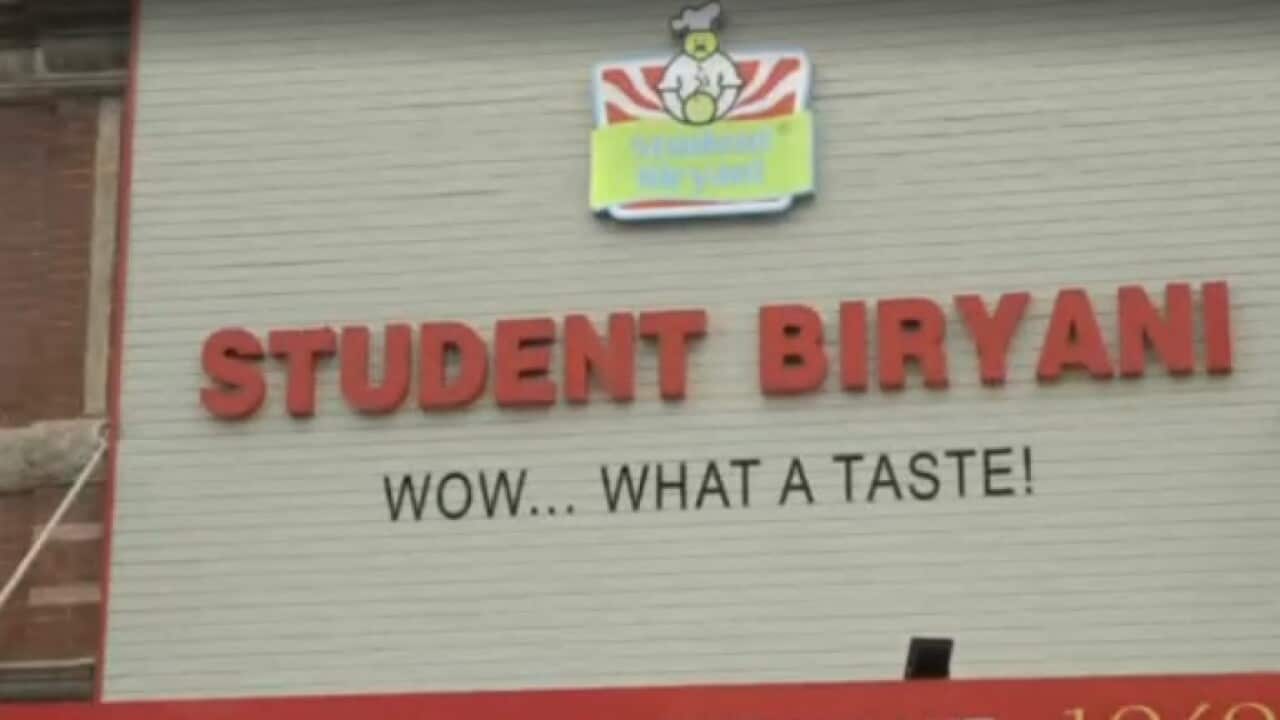 Student
Biryani
STUDENT BIRYANI
WOW... WHAT A TASTE!